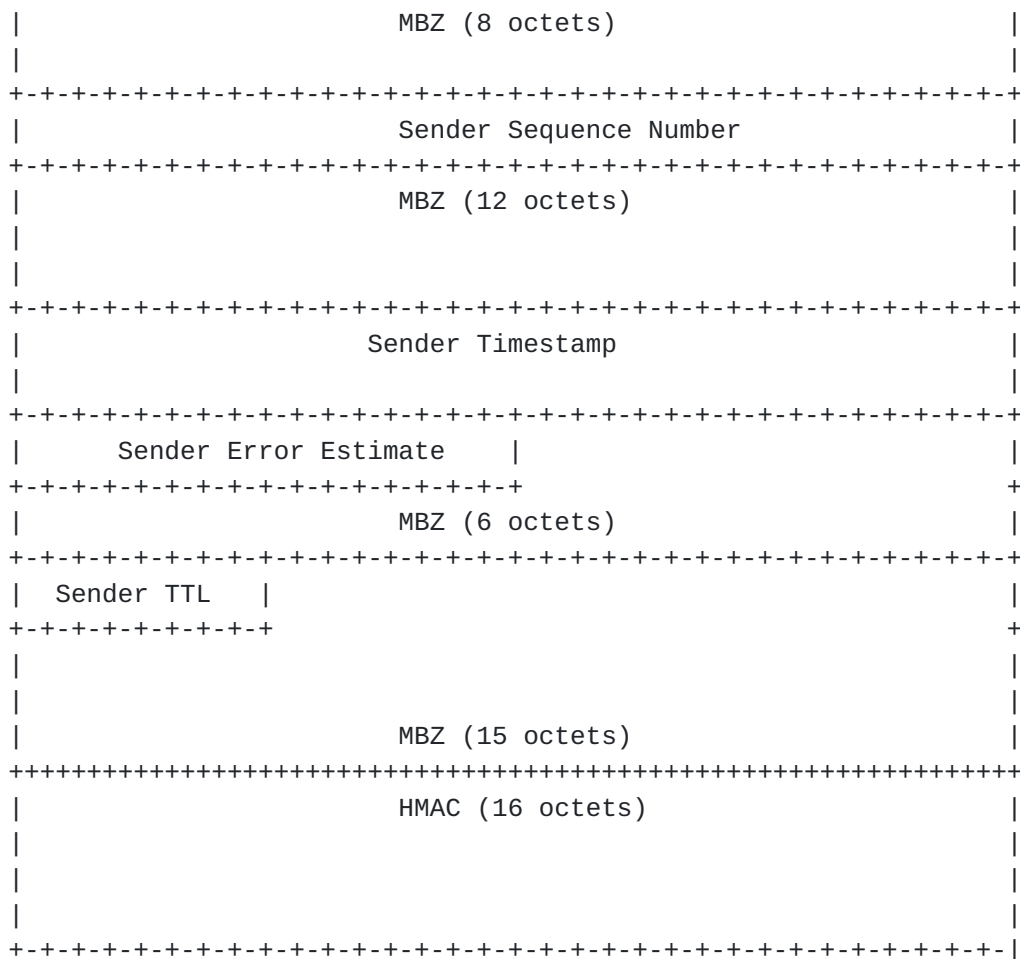 |                        MBZ (8 octets)                         |
|                                                               |
+-+-+-+-+-+-+-+-+-+-+-+-+-+-+-+-+-+-+-+-+-+-+-+-+-+-+-+-+-+-+-+-+
|                        Sender Sequence Number                 |
+-+-+-+-+-+-+-+-+-+-+-+-+-+-+-+-+-+-+-+-+-+-+-+-+-+-+-+-+-+-+-+-+
|                        MBZ (12 octets)                        |
|                                                               |
|                                                               |
+-+-+-+-+-+-+-+-+-+-+-+-+-+-+-+-+-+-+-+-+-+-+-+-+-+-+-+-+-+-+-+-+
|                      Sender Timestamp                         |
|                                                               |
+-+-+-+-+-+-+-+-+-+-+-+-+-+-+-+-+-+-+-+-+-+-+-+-+-+-+-+-+-+-+-+-+
|      Sender Error Estimate    |                               |
+-+-+-+-+-+-+-+-+-+-+-+-+-+-+-+-+                               +
|                        MBZ (6 octets)                         |
+-+-+-+-+-+-+-+-+-+-+-+-+-+-+-+-+-+-+-+-+-+-+-+-+-+-+-+-+-+-+-+-+
|  Sender TTL   |                                               |
+-+-+-+-+-+-+-+-+                                               +
|                                                               |
|                                                               |
|                        MBZ (15 octets)                        |
+++++++++++++++++++++++++++++++++++++++++++++++++++++++++++++++++
|                        HMAC (16 octets)                       |
|                                                               |
|                                                               |
|                                                               |
+-+-+-+-+-+-+-+-+-+-+-+-+-+-+-+-+-+-+-+-+-+-+-+-+-+-+-+-+-+-+-+-|